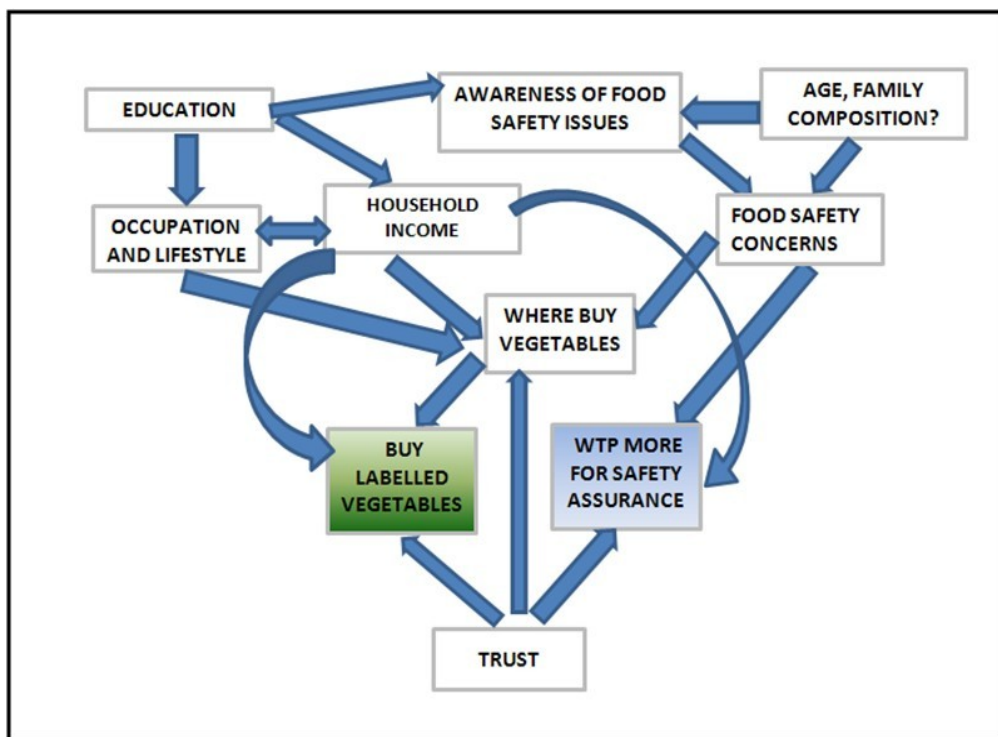 EDUCATION
AWARENESS OF FOOD
SAFETY ISSUES
AGE, FAMILY
COMPOSITION?
OCCUPATION
AND LIFESTYLE
HOUSEHOLD
INCOME
FOOD SAFETY
CONCERNS
WHERE BUY
VEGETABLES
BUY
LABELLED
VEGETABLES
WTP MORE
FOR SAFETY
ASSURANCE
TRUST